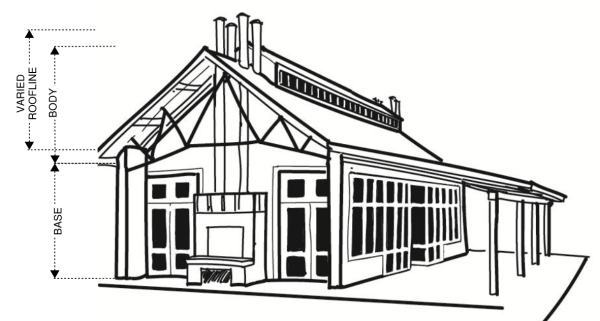 VARIED
ROOFLINE
BODY
BASE